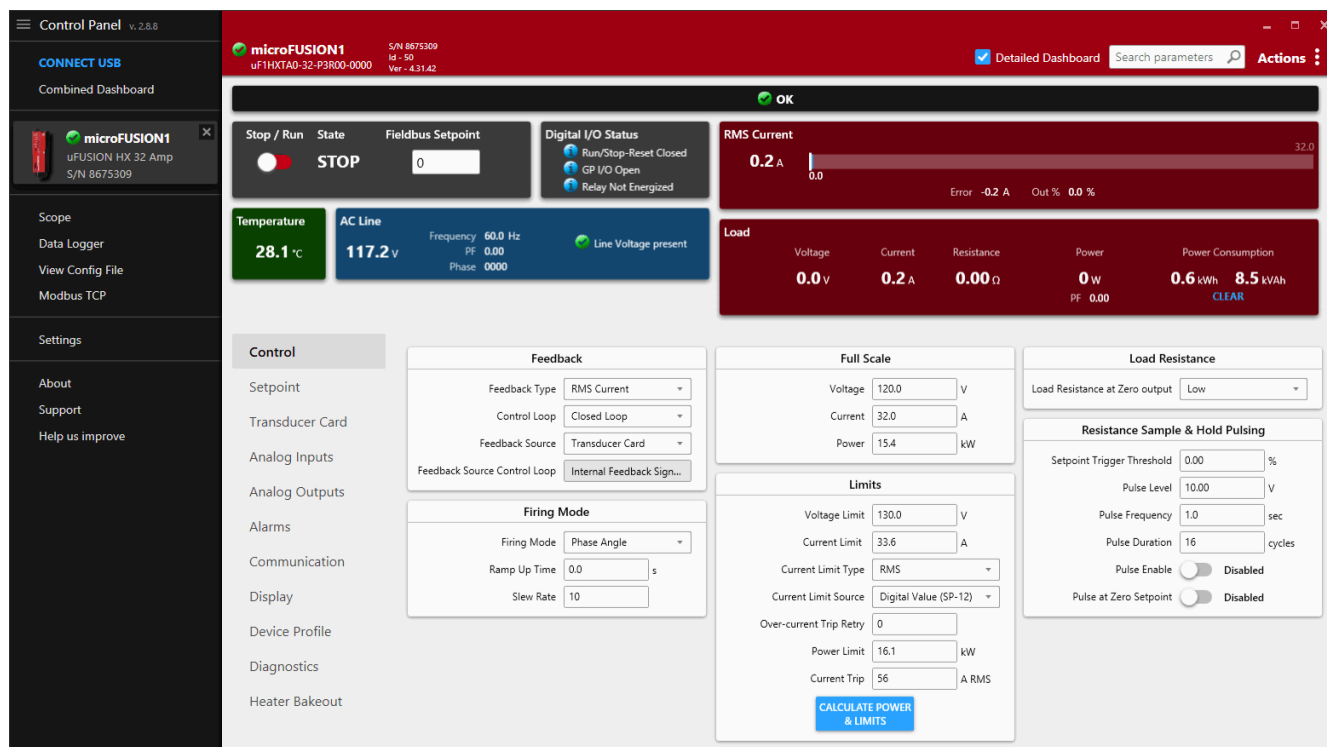 Control Panel v. 2.8.8
CONNECT USB
Combined Dashboard
microFUSION1
uFUSION HX 32 Amp
S/N 8675309
Scope
Data Logger
View Config File
Modbus TCP
Settings
About
Support
Help us improve
microFUSION1
uF1HXTA0-32-P3R00-0000
S/N 8675309
Id - 50
Ver - 4.31.42
Detailed Dashboard
Search parameters
Actions
OK
Stop / Run State Fieldbus Setpoint
STOP 0
Digital I/O Status
Run/Stop-Reset Closed
GP I/O Open
Relay Not Energized
RMS Current
0.2 A
32.0
0.0
Error -0.2 A Out % 0.0 %
Temperature
28.1 °C
AC Line
117.2 V
Frequency 60.0 Hz
PF 0.00
Phase 0000
Line Voltage present
Load
Voltage Current Resistance Power Power Consumption
0.0 V 0.2 A 0.00 Ω 0 W 0.6 kWh 8.5 kVAh
PF 0.00 CLEAR
Control
Setpoint
Transducer Card
Analog Inputs
Analog Outputs
Alarms
Communication
Display
Device Profile
Diagnostics
Heater Bakeout
Feedback
Feedback Type RMS Current
Control Loop Closed Loop
Feedback Source Transducer Card
Feedback Source Control Loop Internal Feedback Sign...
Firing Mode
Firing Mode Phase Angle
Ramp Up Time 0.0 s
Slew Rate 10
Full Scale
Voltage 120.0 V
Current 32.0 A
Power 15.4 kW
Limits
Voltage Limit 130.0 V
Current Limit 33.6 A
Current Limit Type RMS
Current Limit Source Digital Value (SP-12)
Over-current Trip Retry 0
Power Limit 16.1 kW
Current Trip 56 A RMS
CALCULATE POWER
& LIMITS
Load Resistance
Load Resistance at Zero output Low
Resistance Sample & Hold Pulsing
Setpoint Trigger Threshold 0.00 %
Pulse Level 10.00 V
Pulse Frequency 1.0 sec
Pulse Duration 16 cycles
Pulse Enable Disabled
Pulse at Zero Setpoint Disabled